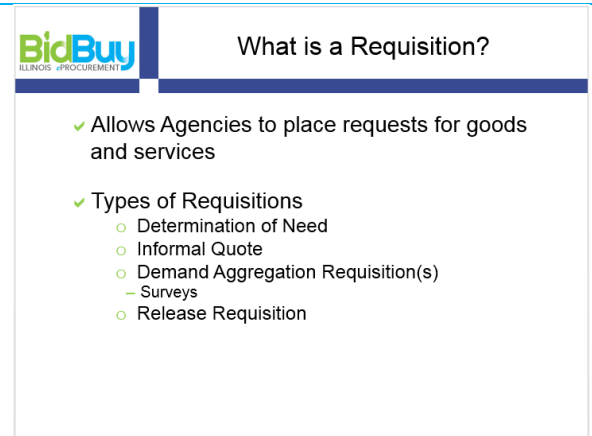 BidBuy
ILLINOIS ePROCUREMENT
What is a Requisition?
Allows Agencies to place requests for goods
and services
Types of Requisitions
Determination of Need
Informal Quote
Demand Aggregation Requisition(s)
– Surveys
Release Requisition